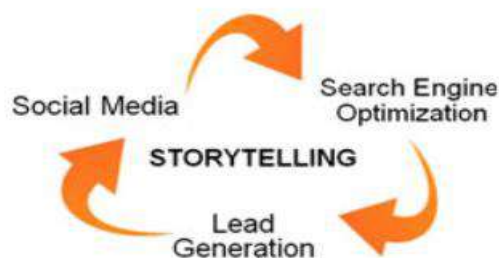 Social Media
Search Engine
Optimization
STORYTELLING
Lead
Generation